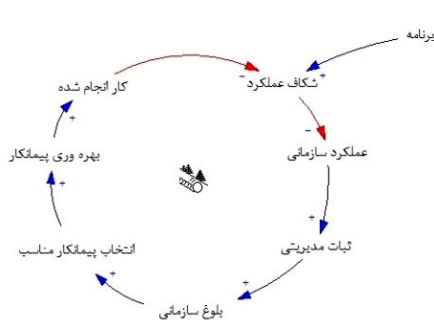 برنامه
+
شکاف عملکرد
-
کار انجام شده
-
عملکرد سازمانی
+
بهره وری پیمانکار
+
ثبات مدیریتی
+
انتخاب پیمانکار مناسب
+
+
بلوغ سازمانی
+